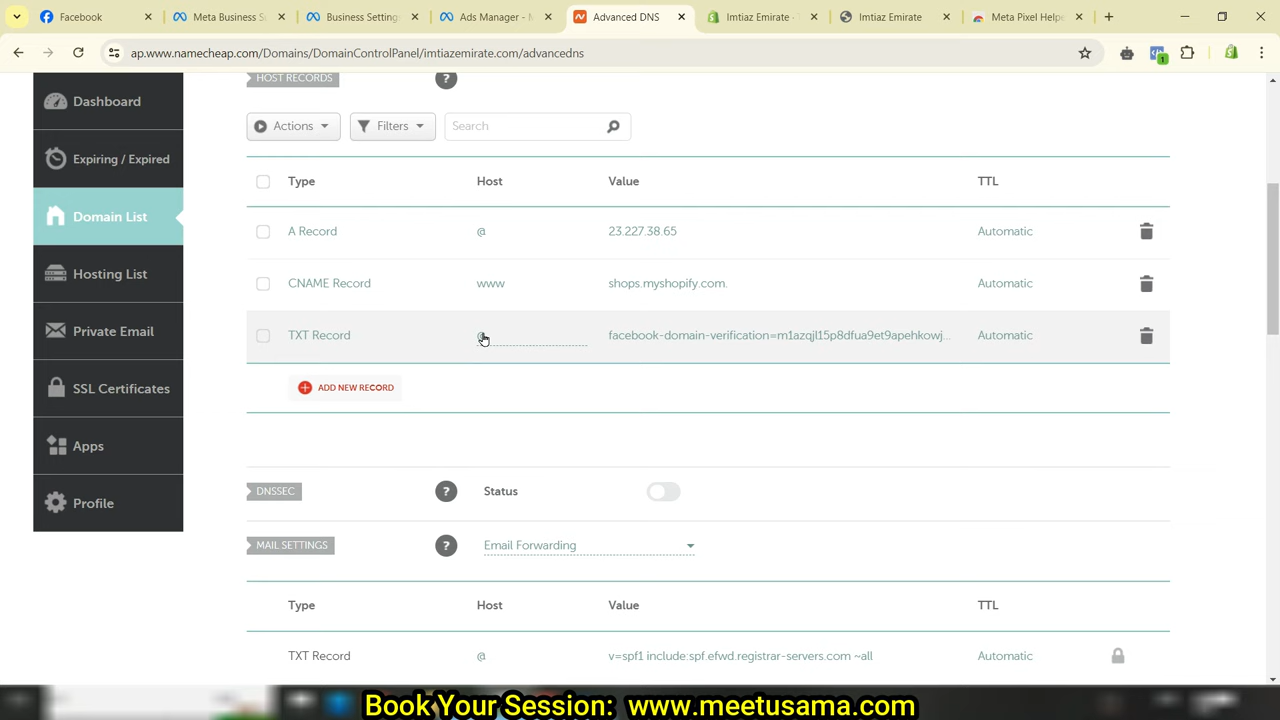 Facebook
Meta Business S
Business Setting
Ads Manager - M
Advanced DNS
Imtiaz Emirate · T
Imtiaz Emirate
Meta Pixel Helpe
ap.www.namecheap.com/Domains/DomainControlPanel/imtiazemirate.com/advancedns
1
Dashboard
Expiring / Expired
Domain List
Hosting List
Private Email
SSL Certificates
Apps
Profile
HOST RECORDS
?
Actions
Filters
Search
Type Host Value TTL
A Record @ 23.227.38.65 Automatic
CNAME Record www shops.myshopify.com. Automatic
TXT Record @ facebook-domain-verification=m1azqjl15p8dfua9et9apehkowj... Automatic
ADD NEW RECORD
DNSSEC ? Status
MAIL SETTINGS ? Email Forwarding
Type Host Value TTL
TXT Record @ v=spf1 include:spf.efwd.registrar-servers.com ~all Automatic
Book Your Session: www.meetusama.com